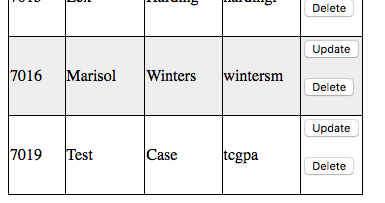 Delete
Update
7016 Marisol Winters wintersm
Delete
Update
7019 Test Case tcgpa
Delete